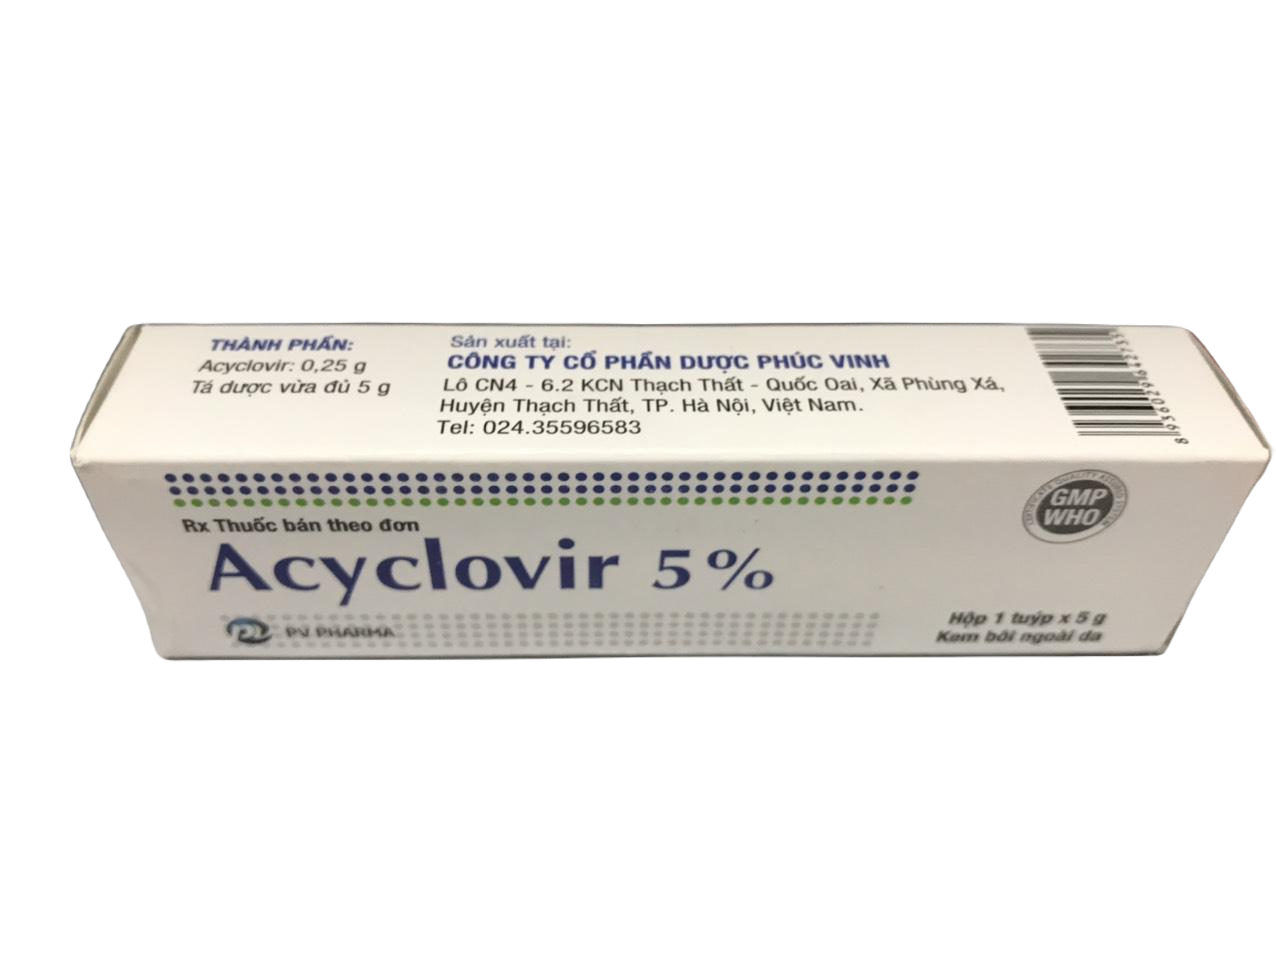 THÀNH PHẦN:
Acyclovir: 0,25 g
Tá dược vừa đủ 5 g
Sản xuất tại:
CÔNG TY CỔ PHẦN DƯỢC PHÚC VINH
Lô CN4 - 6.2 KCN Thạch Thất - Quốc Oai, Xã Phùng Xá,
Huyện Thạch Thất, TP. Hà Nội, Việt Nam.
Tel: 024.35596583
Rx Thuốc bán theo đơn
Acyclovir 5%
PV PHARMA
GMP
WHO
Hộp 1 tuýp x 5 g
Kem bôi ngoài da